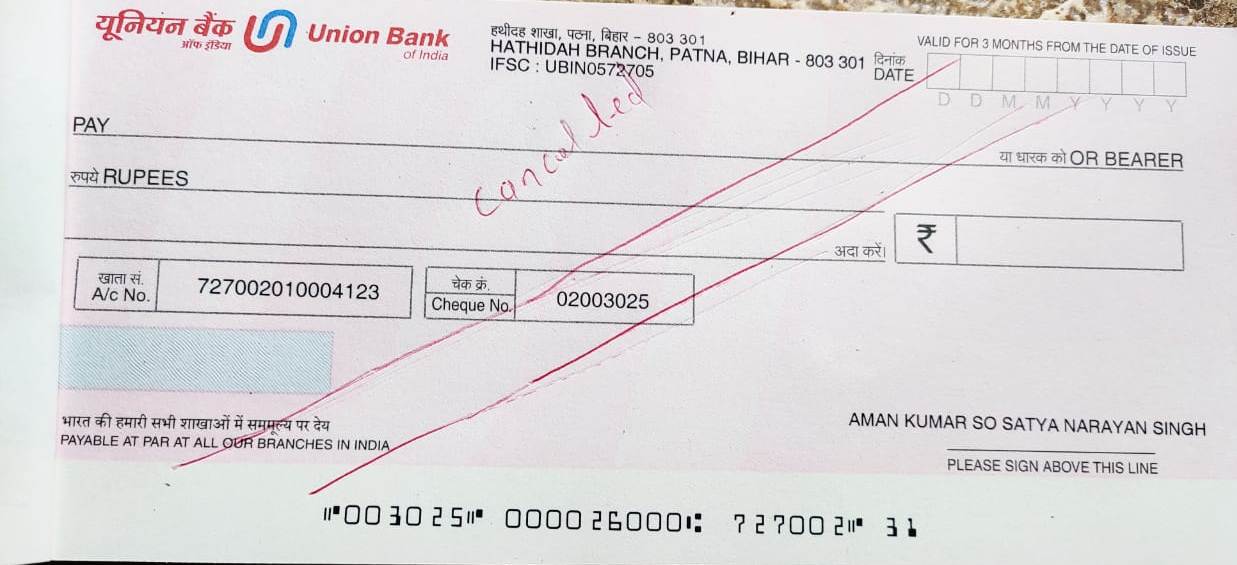 यूनियन बैंक
ऑफ इंडिया
Union Bank
of India
हथीदह शाखा, पटना, बिहार - 803 301
HATHIDAH BRANCH, PATNA, BIHAR - 803 301
IFSC : UBIN0572705
VALID FOR 3 MONTHS FROM THE DATE OF ISSUE
दिनांक
DATE
D D M M Y Y Y Y
cancelled
PAY
या धारक को OR BEARER
रुपये RUPEES
अदा करें।
₹
खाता सं.
A/c No.
727002010004123
चेक क्रं.
Cheque No.
02003025
भारत की हमारी सभी शाखाओं में सममूल्य पर देय
PAYABLE AT PAR AT ALL OUR BRANCHES IN INDIA
AMAN KUMAR SO SATYA NARAYAN SINGH
PLEASE SIGN ABOVE THIS LINE
⑈003025⑈ 000026000⑆ 727002⑈ 31